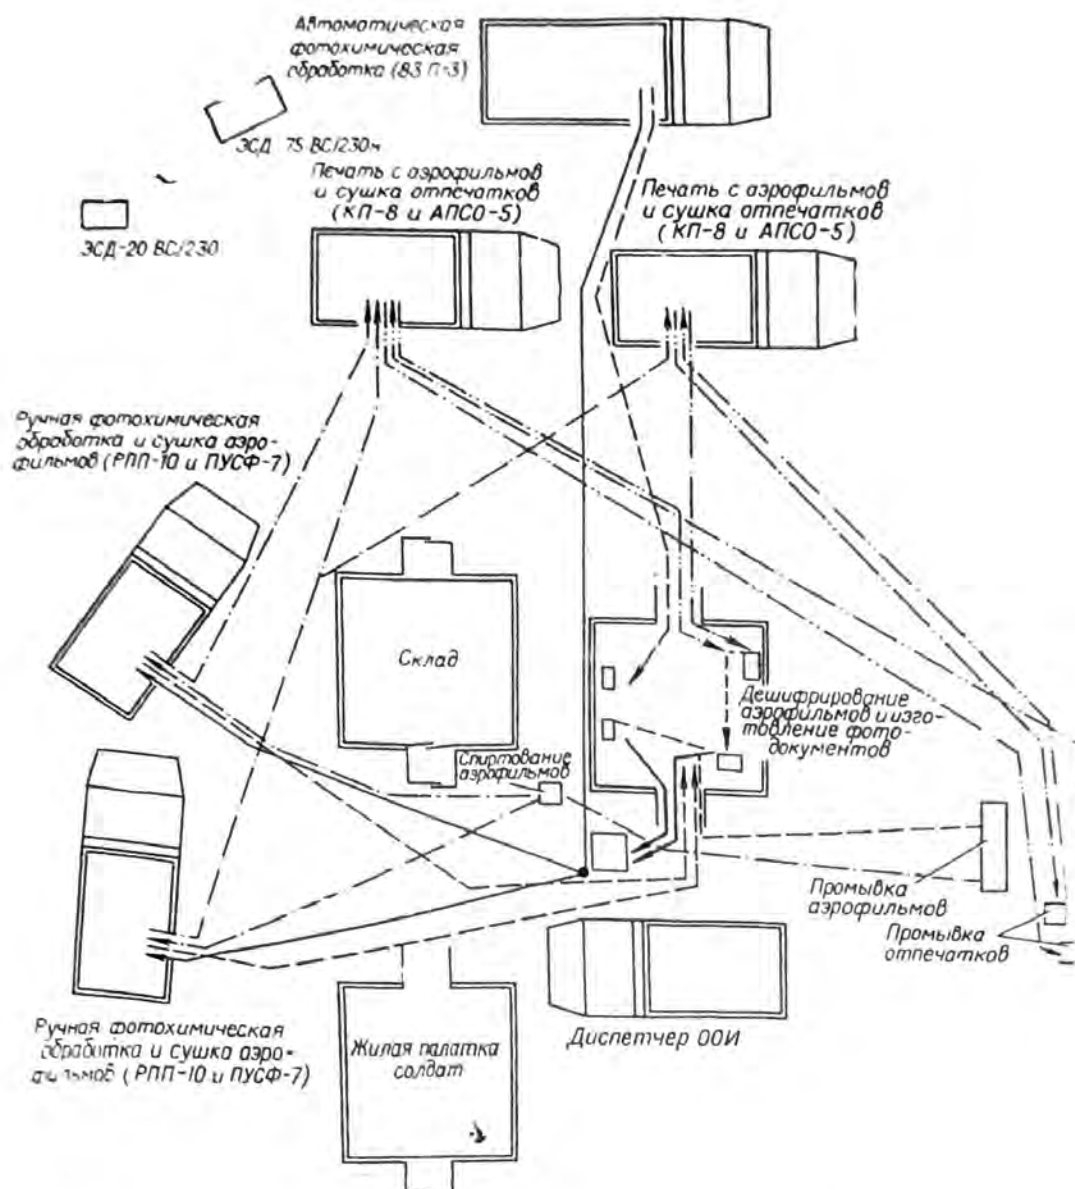 Автоматическая
фотохимическая
обработка (83 П-3)
ЭСД-75 ВС/230м
ЭСД-20 ВС/230
Печать с аэрофильмов
и сушка отпечатков
(КП-8 и АПСО-5)
Печать с аэрофильмов
и сушка отпечатков
(КП-8 и АПСО-5)
Ручная фотохимическая
обработка и сушка аэро-
фильмов (РПП-10 и ПУСФ-7)
Склад
Дешифрирование
аэрофильмов и изго-
товление фото-
документов
Спиртование
аэрофильмов
Промывка
аэрофильмов
Промывка
отпечатков
Диспетчер ООИ
Ручная фотохимическая
обработка и сушка аэро-
фильмов (РПП-10 и ПУСФ-7)
Жилая палатка
солдат